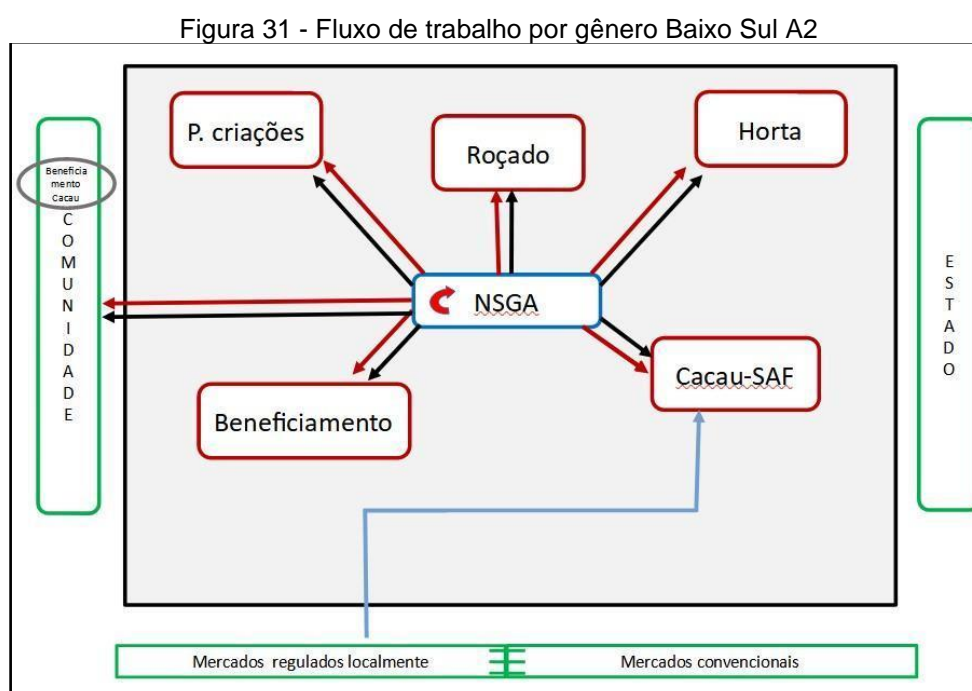 Figura 31 - Fluxo de trabalho por gênero Baixo Sul A2
P. criações
Roçado
Horta
Beneficia
mento
Cacau
C
O
M
U
N
I
D
A
D
E
NSGA
E
S
T
A
D
O
Cacau-SAF
Beneficiamento
Mercados regulados localmente
Mercados convencionais